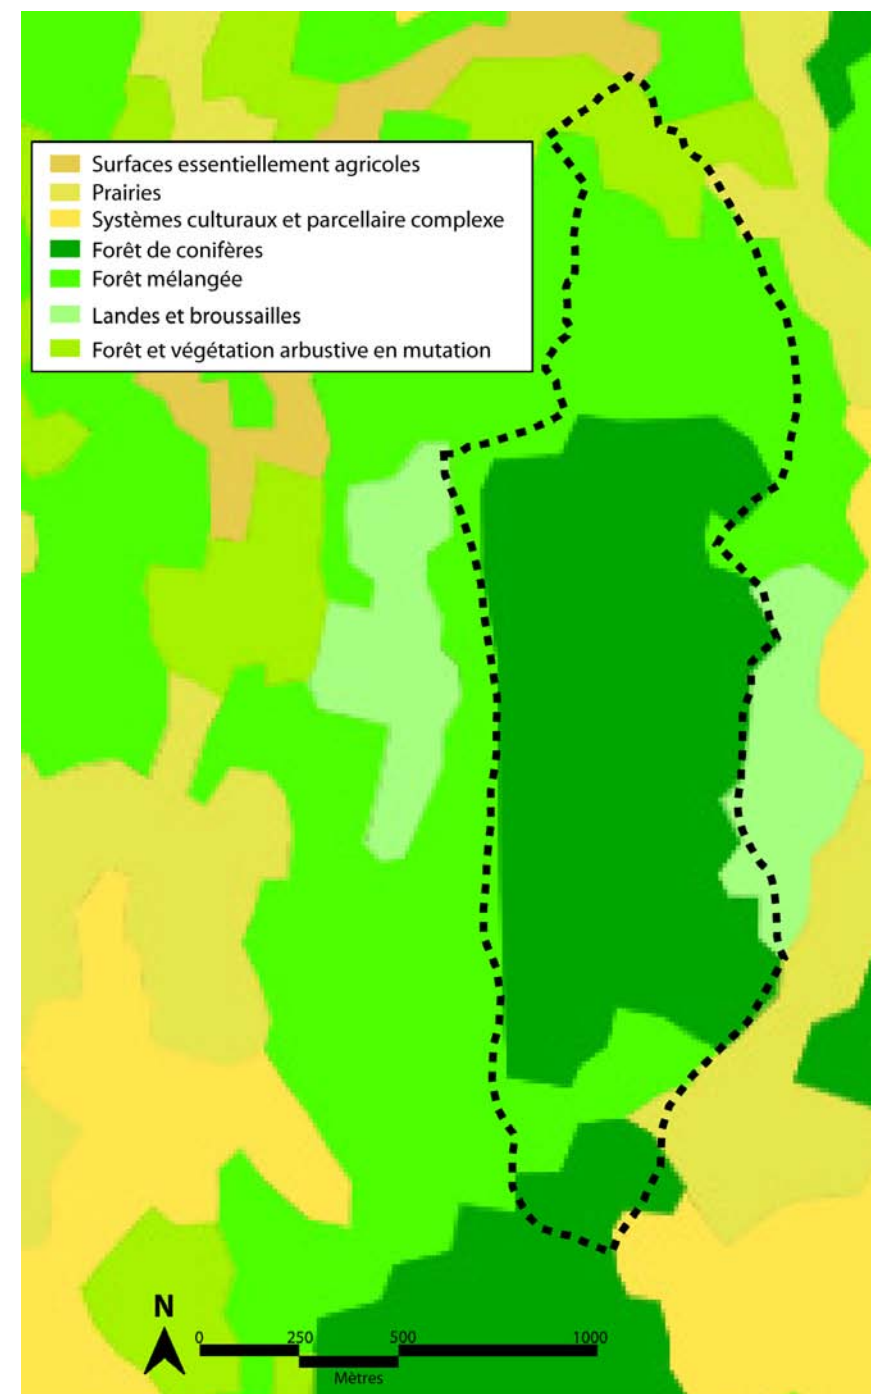 Surfaces essentiellement agricoles
Prairies
Systèmes culturaux et parcellaire complexe
Forêt de conifères
Forêt mélangée
Landes et broussailles
Forêt et végétation arbustive en mutation
N
0 250 500 1000
Mètres